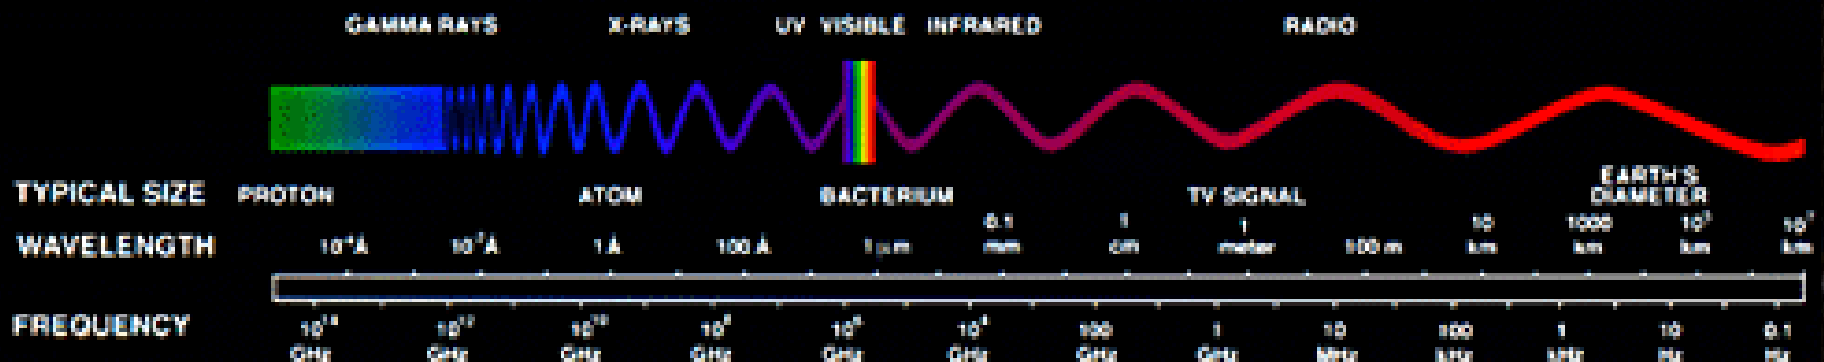 GAMMA RAYS X-RAYS UV VISIBLE INFRARED RADIO
TYPICAL SIZE PROTON ATOM BACTERIUM TV SIGNAL EARTH'S DIAMETER
WAVELENGTH 1 Å 100 Å 1 μm 0.1 mm 1 cm 1 meter 100 m 10 km 1000 km
FREQUENCY GHz GHz GHz GHz GHz 10⁴ GHz 100 GHz 1 GHz 10 MHz 100 kHz 1 kHz 10 Hz 0.1 Hz